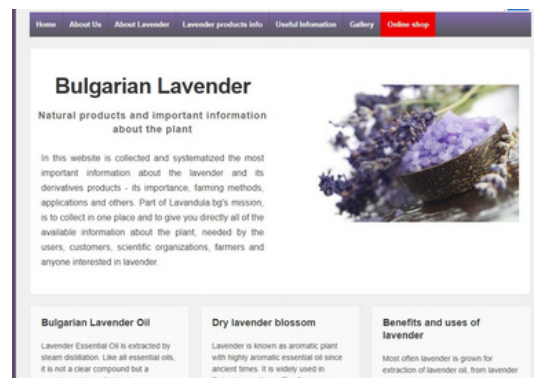 Home About Us About Lavender Lavender products info Useful Infomation Gallery Online shop
Bulgarian Lavender
Natural products and important information
about the plant
In this website is collected and systematized the most
important information about the lavender and its
derivatives products - its importance, farming methods,
applications and others. Part of Lavandula.bg's mission,
is to collect in one place and to give you directly all of the
available information about the plant, needed by the
users, customers, scientific organizations, farmers and
anyone interested in lavender.
Bulgarian Lavender Oil
Lavender Essential Oil is extracted by
steam distillation. Like all essential oils,
it is not a clear compound but a
Dry lavender blossom
Lavender is known as aromatic plant
with highly aromatic essential oil since
ancient times. It is widely used in
Benefits and uses of
lavender
Most often lavender is grown for
extraction of lavender oil, from lavender